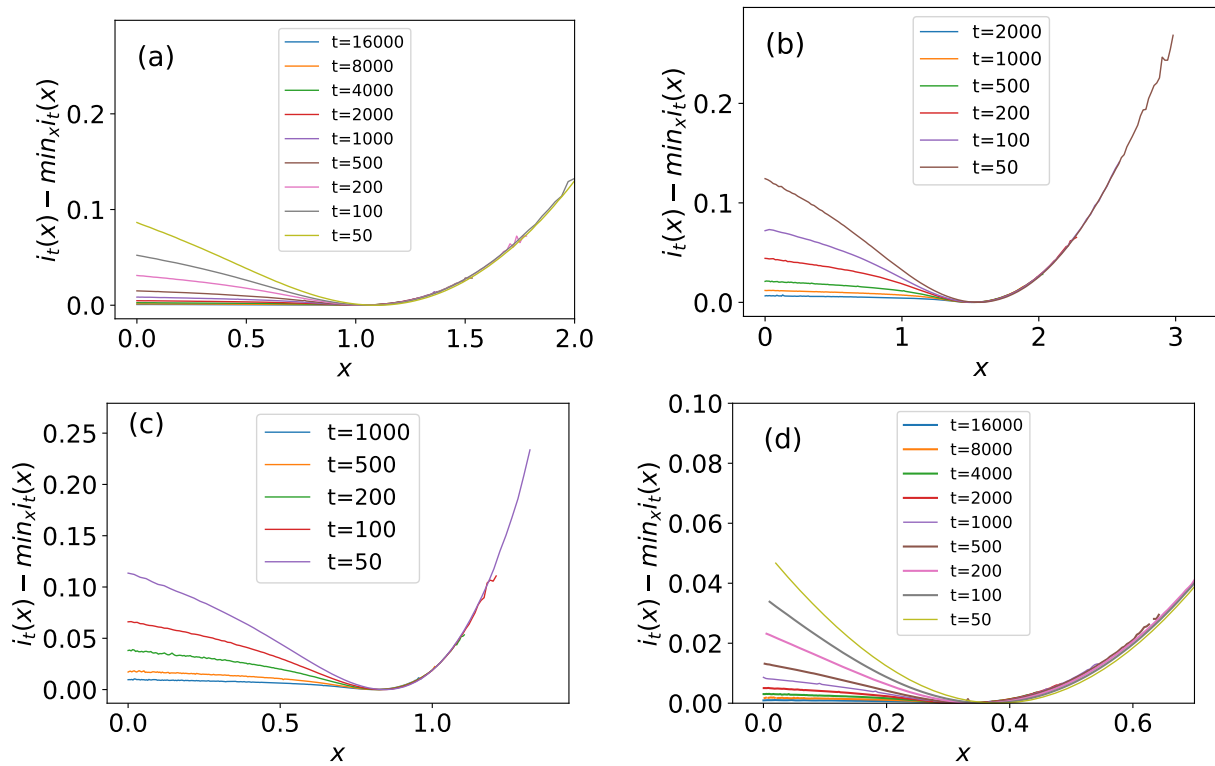 (a)
t=16000
t=8000
t=4000
t=2000
t=1000
t=500
t=200
t=100
t=50
i_t(x) − min_x i_t(x)
0.2
0.1
0.0
0.0 0.5 1.0 1.5 2.0
x
(b)
t=2000
t=1000
t=500
t=200
t=100
t=50
i_t(x) − min_x i_t(x)
0.2
0.1
0.0
0 1 2 3
x
(c)
t=1000
t=500
t=200
t=100
t=50
i_t(x) − min_x i_t(x)
0.25
0.20
0.15
0.10
0.05
0.00
0.0 0.5 1.0
x
(d)
t=16000
t=8000
t=4000
t=2000
t=1000
t=500
t=200
t=100
t=50
i_t(x) − min_x i_t(x)
0.10
0.08
0.06
0.04
0.02
0.00
0.0 0.2 0.4 0.6
x